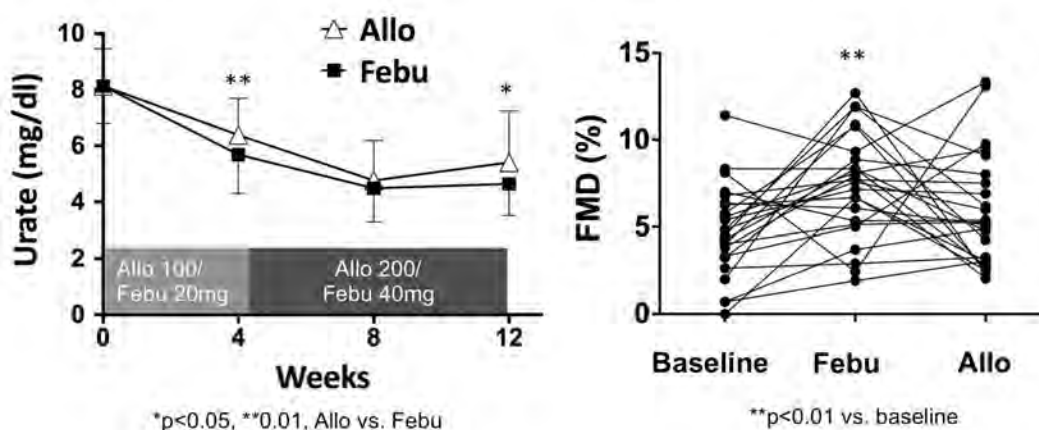 Allo
Febu
Urate (mg/dl)
10
8
6
4
2
0
**
*
Allo 100/
Febu 20mg
Allo 200/
Febu 40mg
0
4
8
12
Weeks
*p<0.05, **0.01, Allo vs. Febu
FMD (%)
15
10
5
0
**
Baseline
Febu
Allo
**p<0.01 vs. baseline